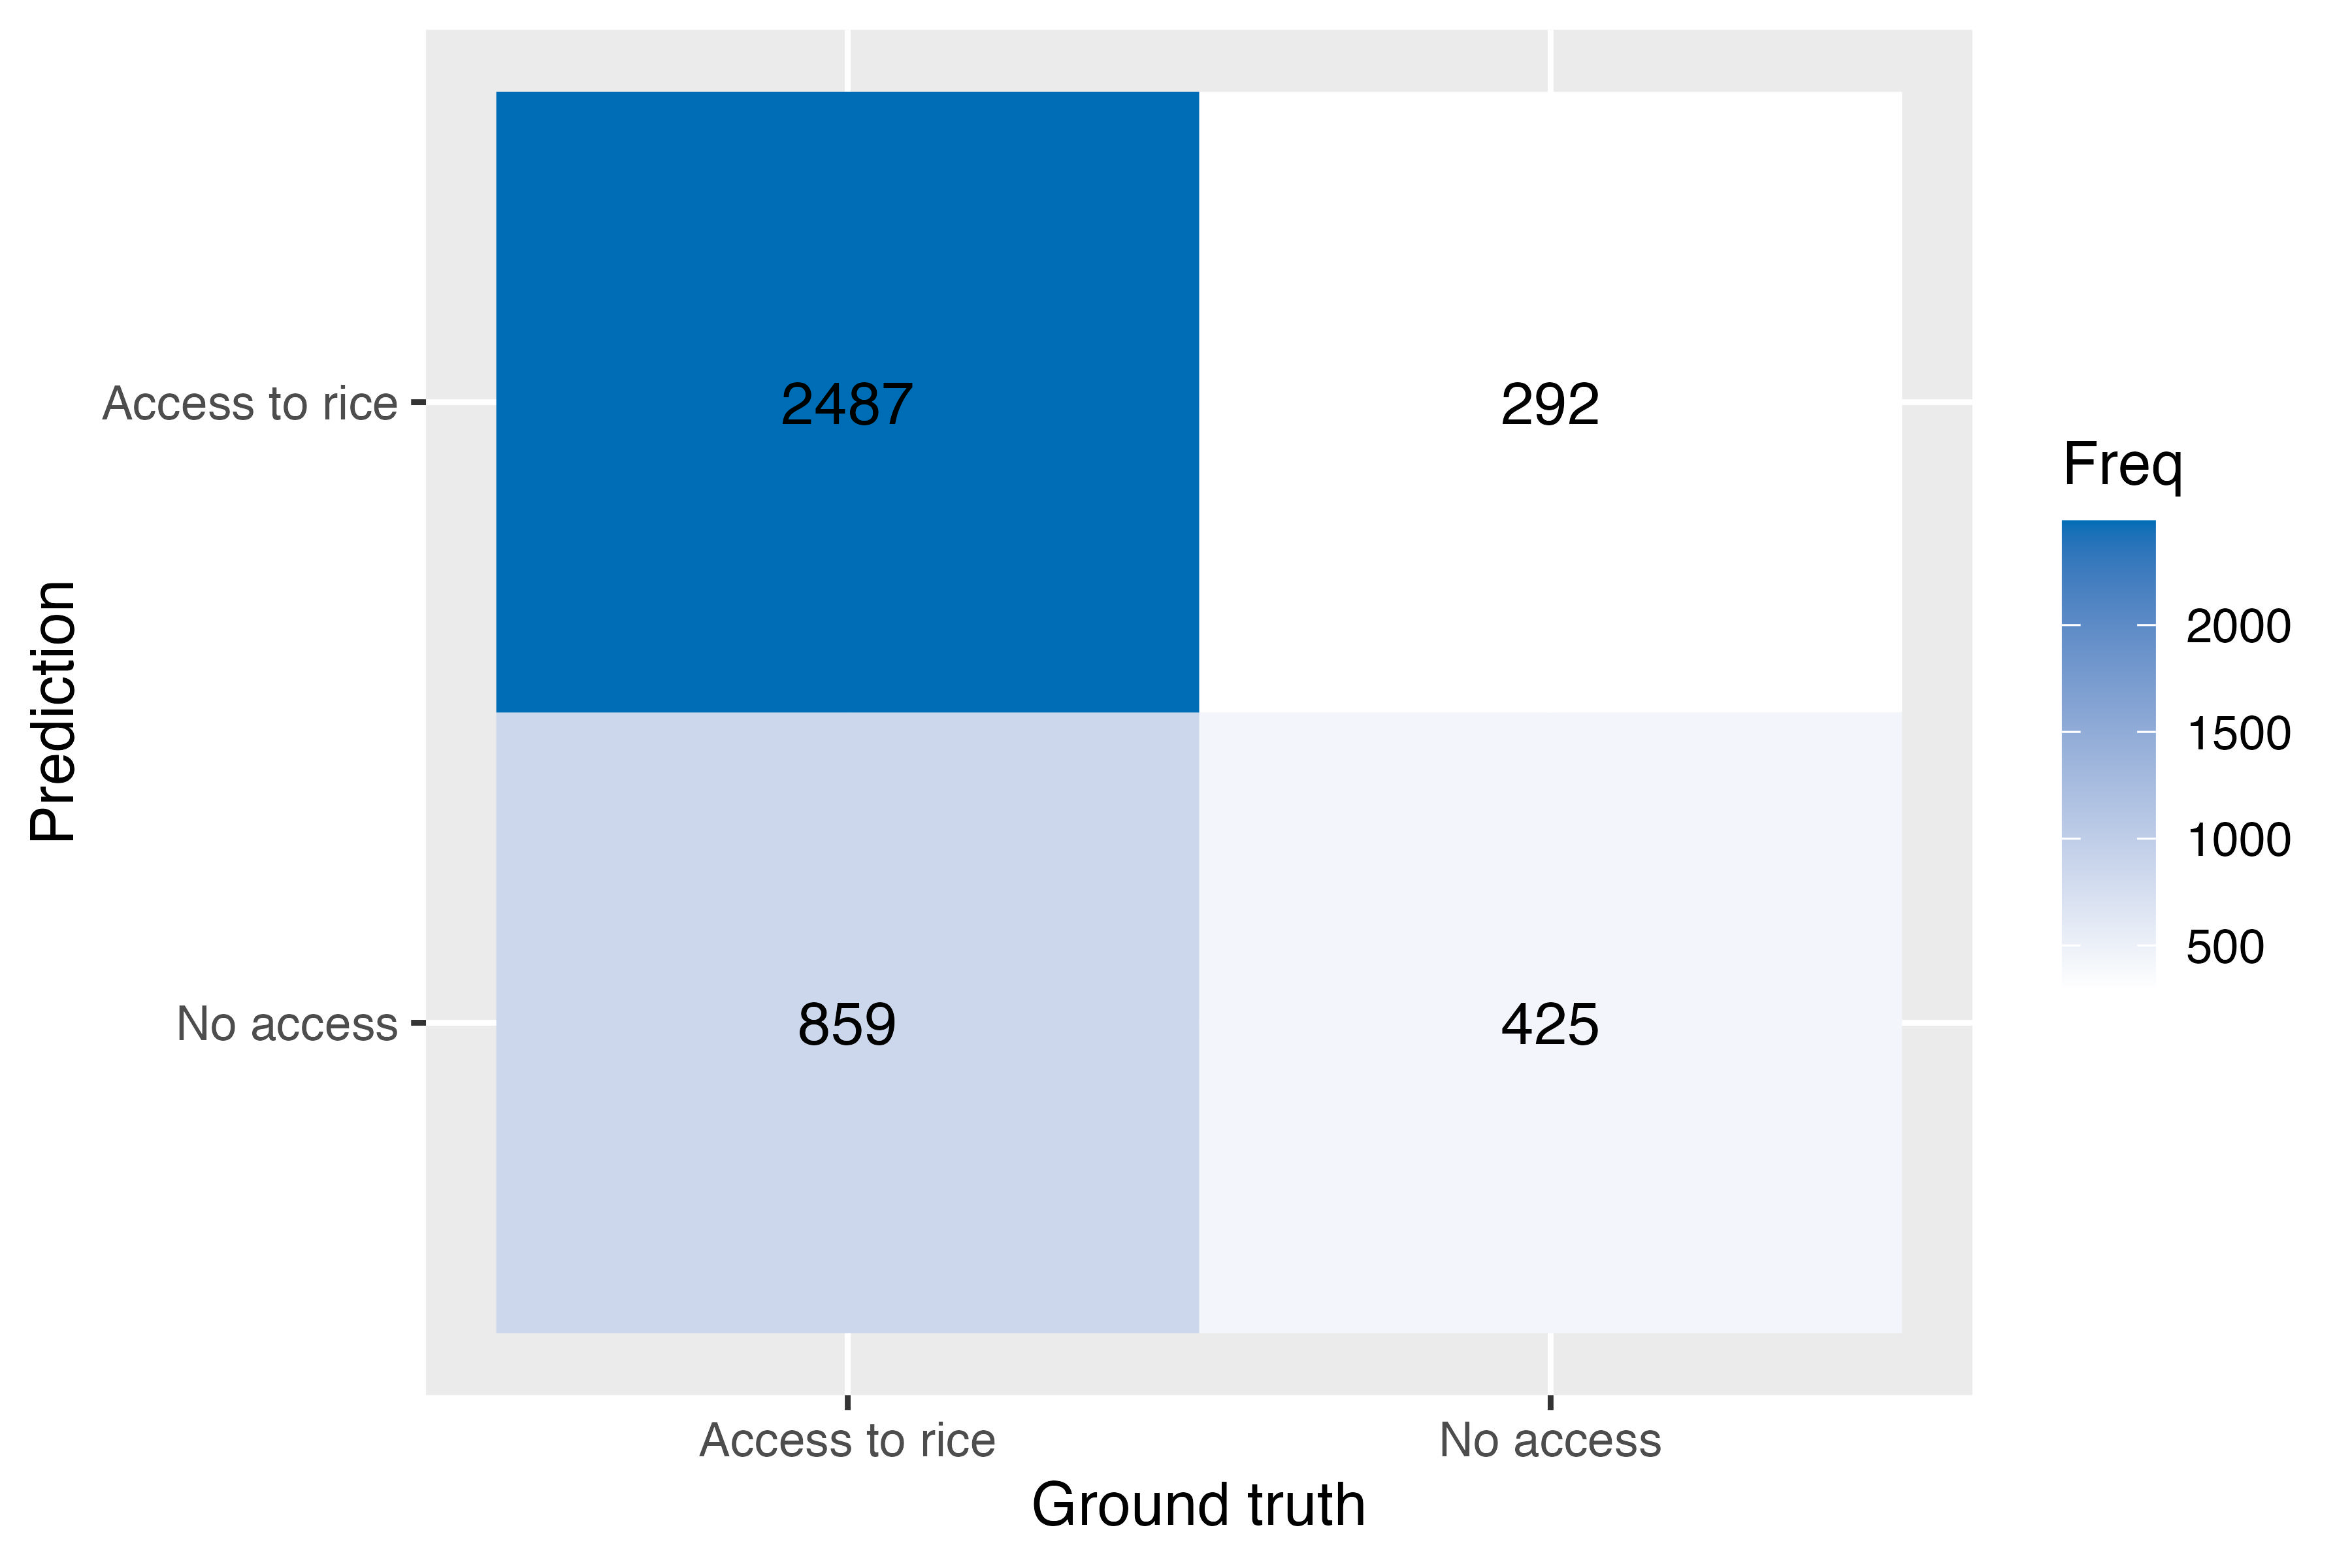 Prediction
Access to rice
No access
2487
292
859
425
Access to rice
No access
Ground truth
Freq
2000
1500
1000
500